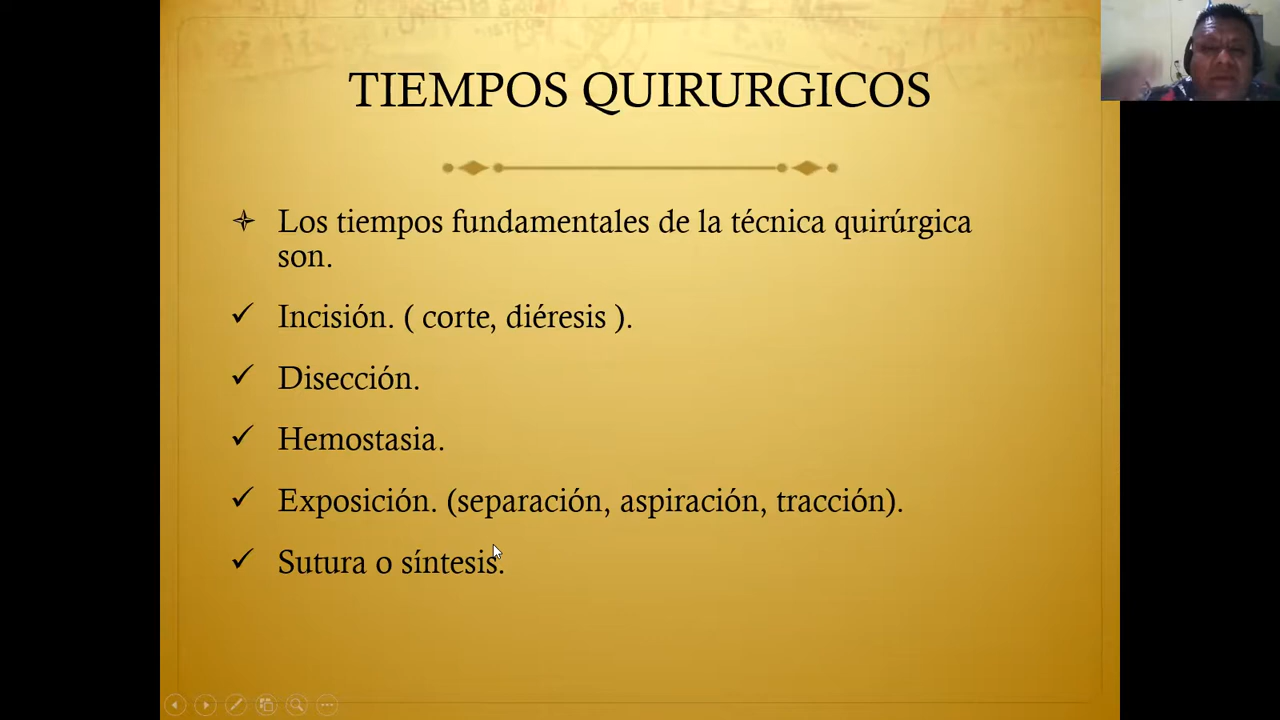 TIEMPOS QUIRURGICOS
Los tiempos fundamentales de la técnica quirúrgica
son.
Incisión. ( corte, diéresis ).
Disección.
Hemostasia.
Exposición. (separación, aspiración, tracción).
Sutura o síntesis.